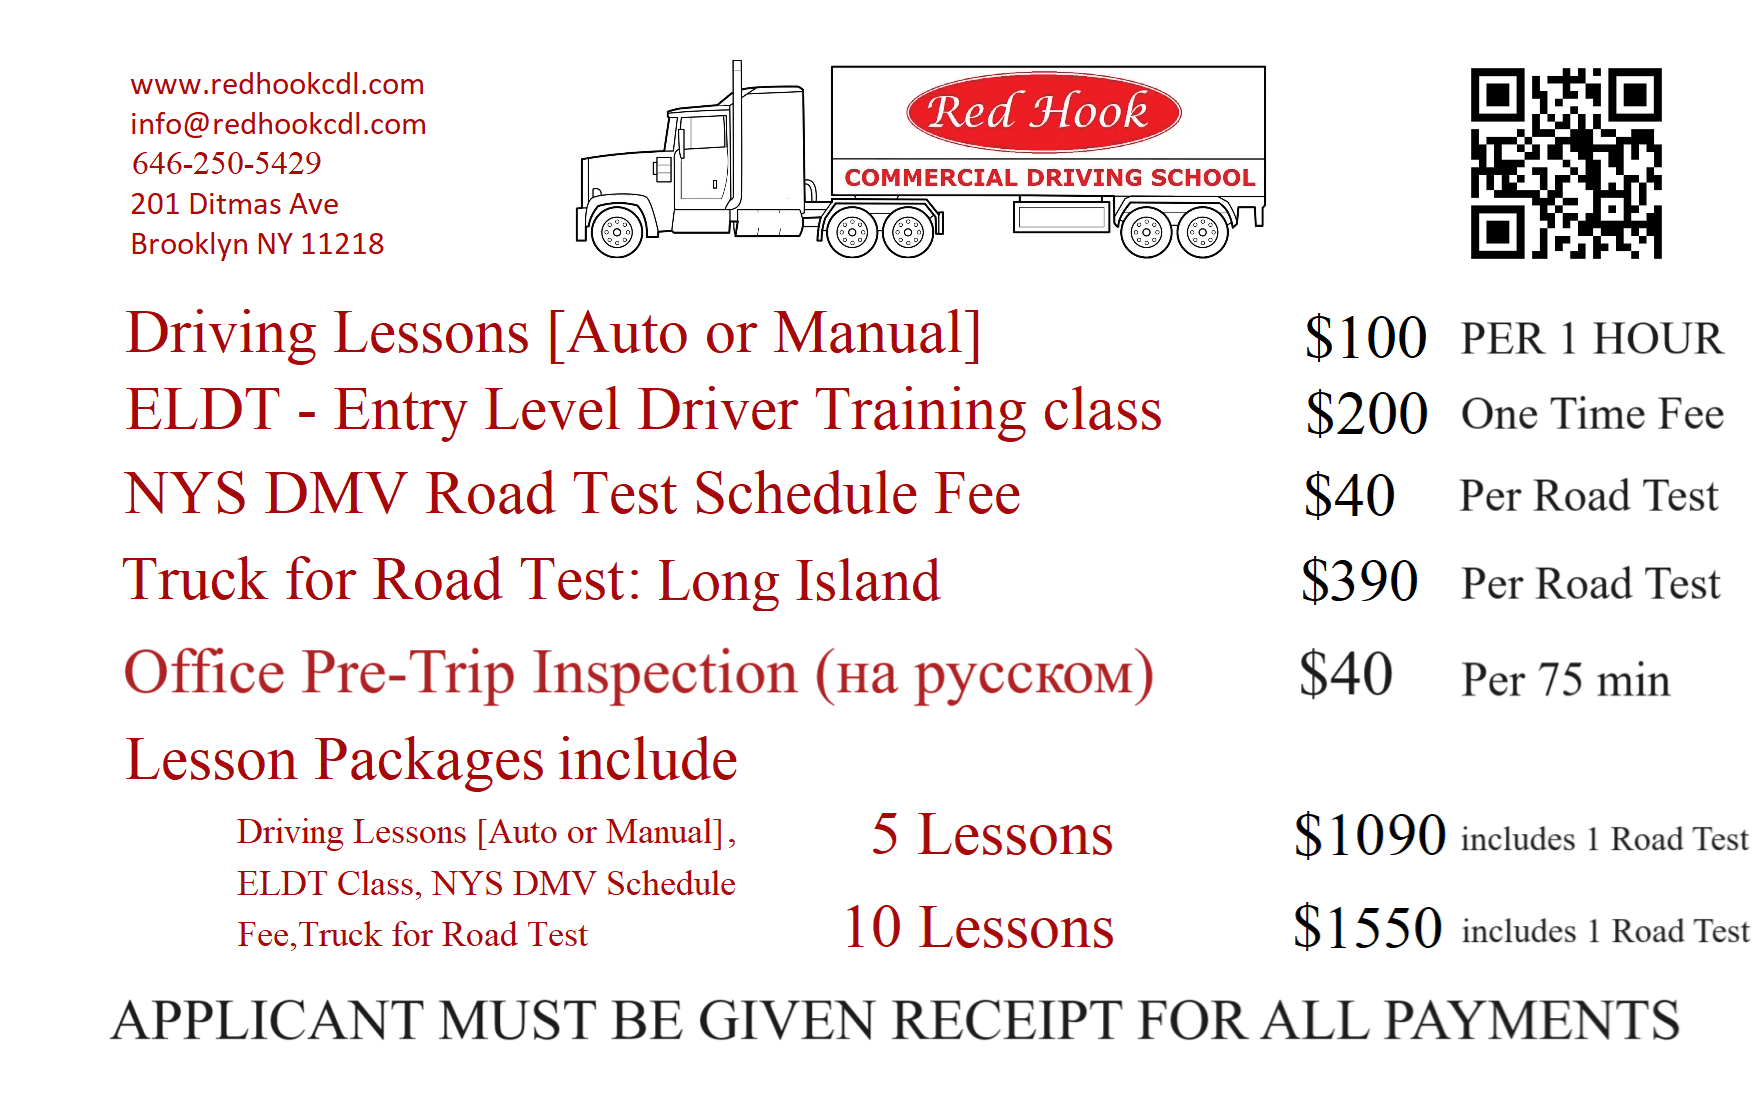 www.redhookcdl.com
info@redhookcdl.com
646-250-5429
201 Ditmas Ave
Brooklyn NY 11218
Red Hook
COMMERCIAL DRIVING SCHOOL
Driving Lessons [Auto or Manual] $100 PER 1 HOUR
ELDT - Entry Level Driver Training class $200 One Time Fee
NYS DMV Road Test Schedule Fee $40 Per Road Test
Truck for Road Test: Long Island $390 Per Road Test
Office Pre-Trip Inspection (на русском) $40 Per 75 min
Lesson Packages include
Driving Lessons [Auto or Manual],
ELDT Class, NYS DMV Schedule
Fee,Truck for Road Test
5 Lessons $1090 includes 1 Road Test
10 Lessons $1550 includes 1 Road Test
APPLICANT MUST BE GIVEN RECEIPT FOR ALL PAYMENTS